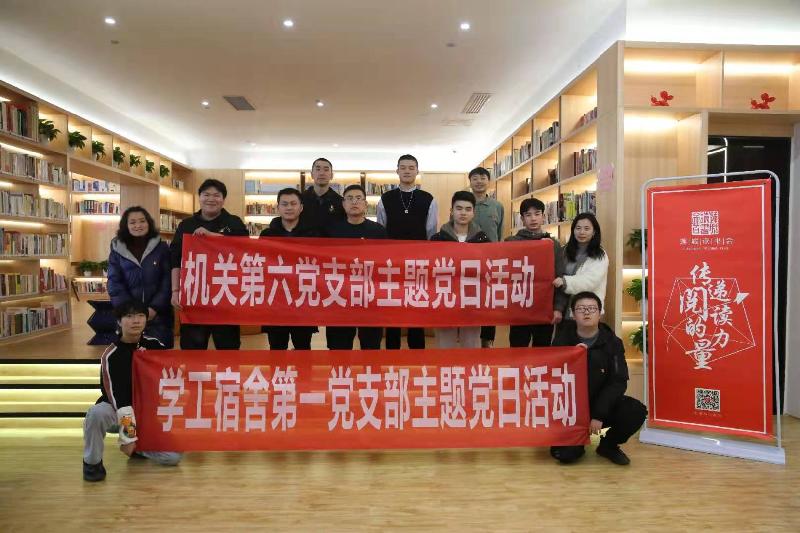 机关第六党支部主题党日活动
学工宿舍第一党支部主题党日活动
传递
阅读
的力量